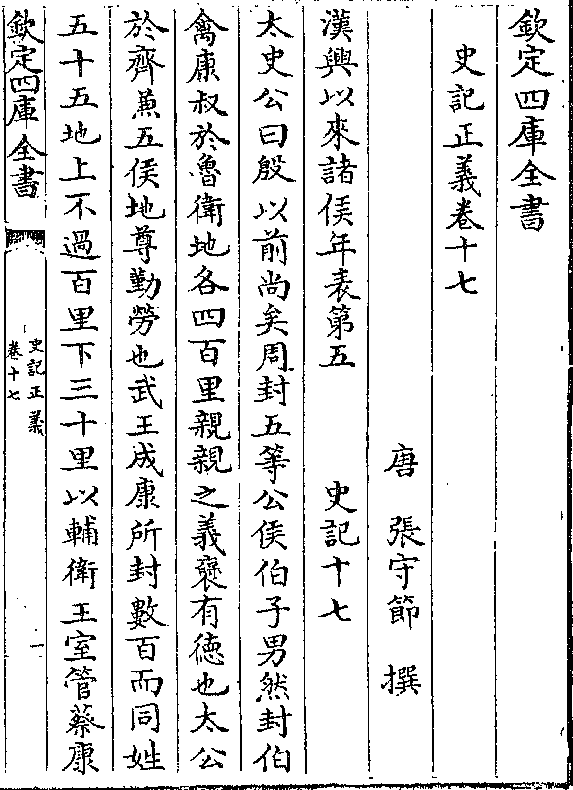 欽定四庫全書
史記正義卷十七
唐 張守節 撰
漢興以來諸侯年表第五 史記十七
太史公曰殷以前尚矣周封五等公侯伯子男然封伯
禽康叔於魯衛地各四百里親親之義襃有德也太公
於齊兼五侯地尊勤勞也武王成康所封數百而同姓
五十五地上不過百里下三十里以輔衛王室管蔡康
欽定四庫全書
史記正義
卷十七
一